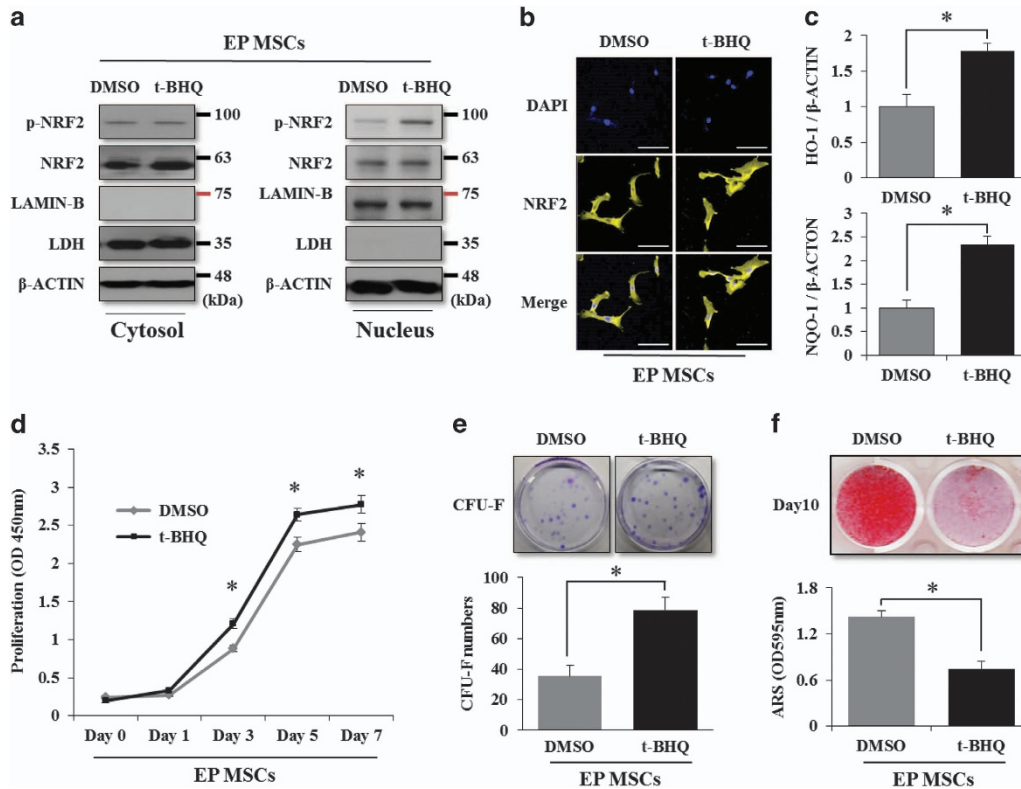 a
EP MSCs
DMSO t-BHQ
p-NRF2
100
NRF2
63
LAMIN-B
75
LDH
35
β-ACTIN
48
(kDa)
Cytosol
DMSO t-BHQ
p-NRF2
100
NRF2
63
LAMIN-B
75
LDH
35
β-ACTIN
48
(kDa)
Nucleus
b
DMSO t-BHQ
DAPI
NRF2
Merge
EP MSCs
c
HO-1 / β-ACTIN
2
1.5
1
0.5
0
*
DMSO t-BHQ
NQO-1 / β-ACTON
3
2.5
2
1.5
1
0.5
0
*
DMSO t-BHQ
d
Proliferation (OD 450nm)
3.5
3
2.5
2
1.5
1
0.5
0
DMSO
t-BHQ
* * *
Day 0 Day 1 Day 3 Day 5 Day 7
EP MSCs
e
DMSO t-BHQ
CFU-F
CFU-F numbers
100
80
60
40
20
0
*
DMSO t-BHQ
EP MSCs
f
DMSO t-BHQ
Day10
ARS (OD595nm)
1.8
1.2
0.6
0
*
DMSO t-BHQ
EP MSCs